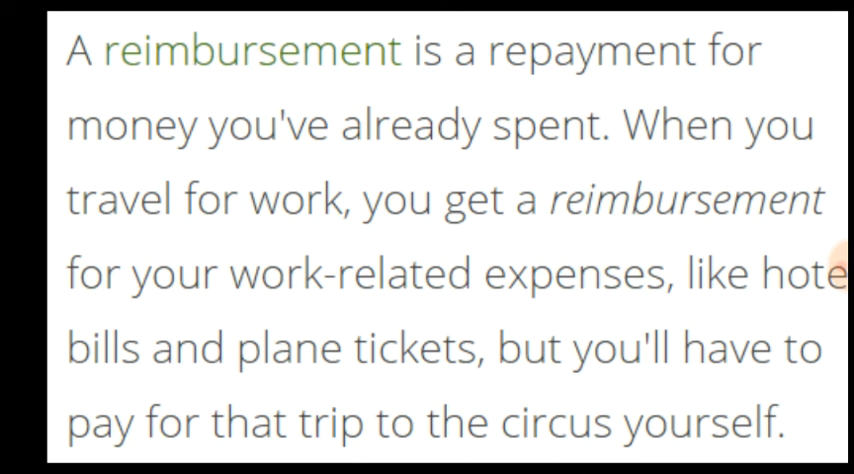 A reimbursement is a repayment for
money you've already spent. When you
travel for work, you get a reimbursement
for your work-related expenses, like hote
bills and plane tickets, but you'll have to
pay for that trip to the circus yourself.